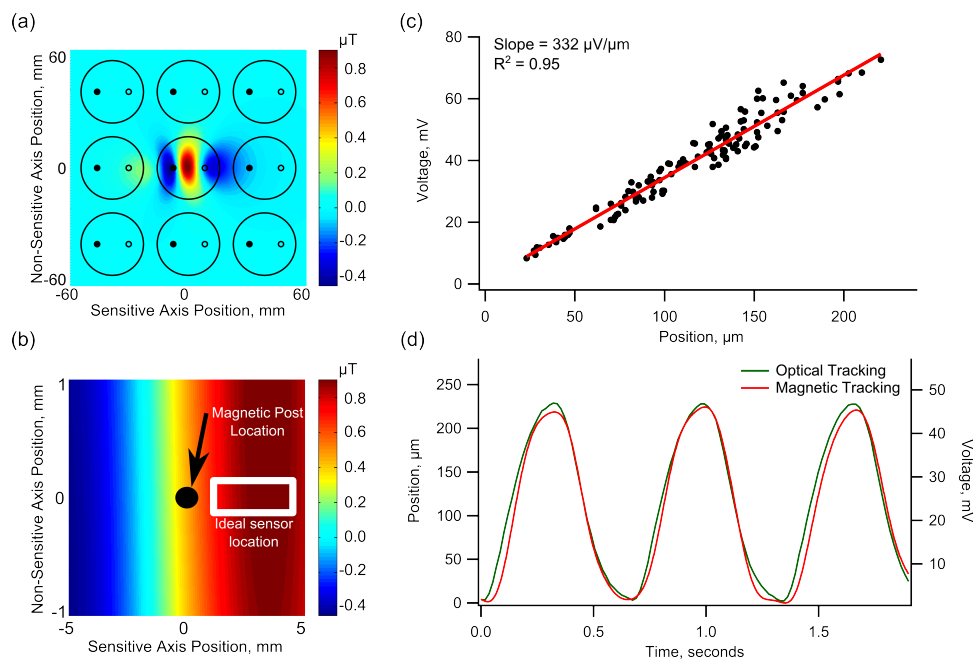 (a)
µT
60
0
-60
Non-Sensitive Axis Position, mm
-60
0
60
Sensitive Axis Position, mm
0.8
0.6
0.4
0.2
0.0
-0.2
-0.4
(b)
µT
1
0
-1
Non-Sensitive Axis Position, mm
Magnetic Post
Location
Ideal sensor
location
-5
0
5
Sensitive Axis Position, mm
0.8
0.6
0.4
0.2
0.0
-0.2
-0.4
(c)
Slope = 332 µV/µm
R² = 0.95
80
60
40
20
0
Voltage, mV
0
50
100
150
200
Position, µm
(d)
Optical Tracking
Magnetic Tracking
250
200
150
100
50
0
Position, µm
50
40
30
20
10
Voltage, mV
0.0
0.5
1.0
1.5
Time, seconds